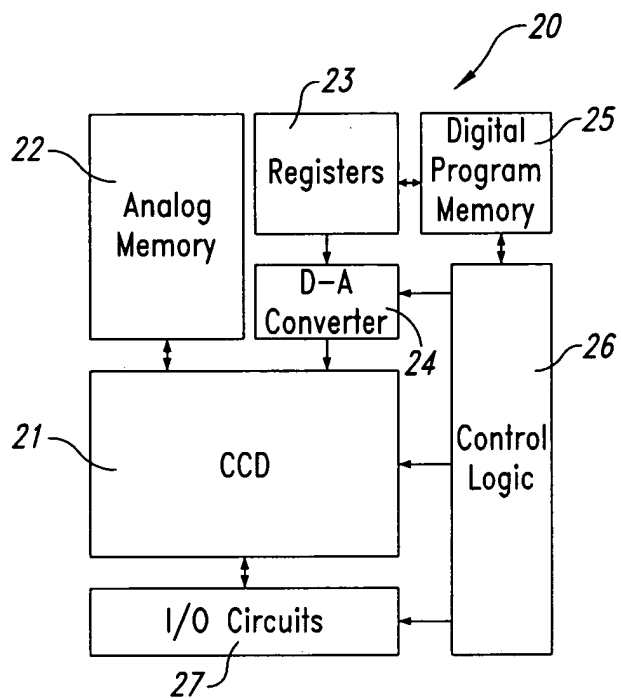 20
23
25
22
Analog
Memory
Registers
Digital
Program
Memory
D-A
Converter
24
26
21
CCD
Control
Logic
I/O Circuits
27